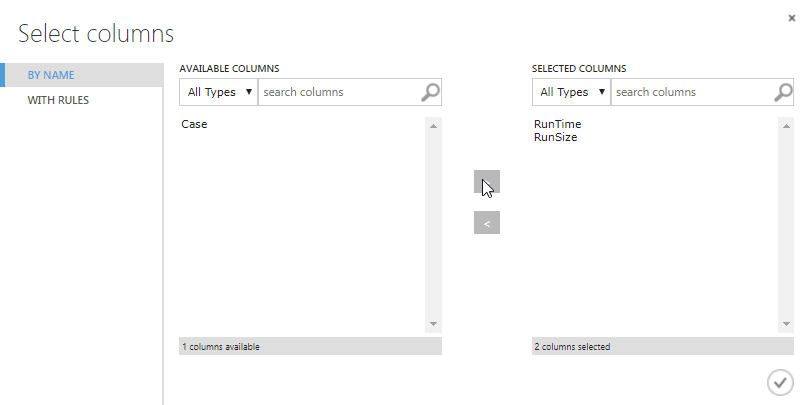 Select columns
BY NAME
WITH RULES
AVAILABLE COLUMNS
All Types
search columns
Case
1 columns available
<
SELECTED COLUMNS
All Types
search columns
RunTime
RunSize
2 columns selected